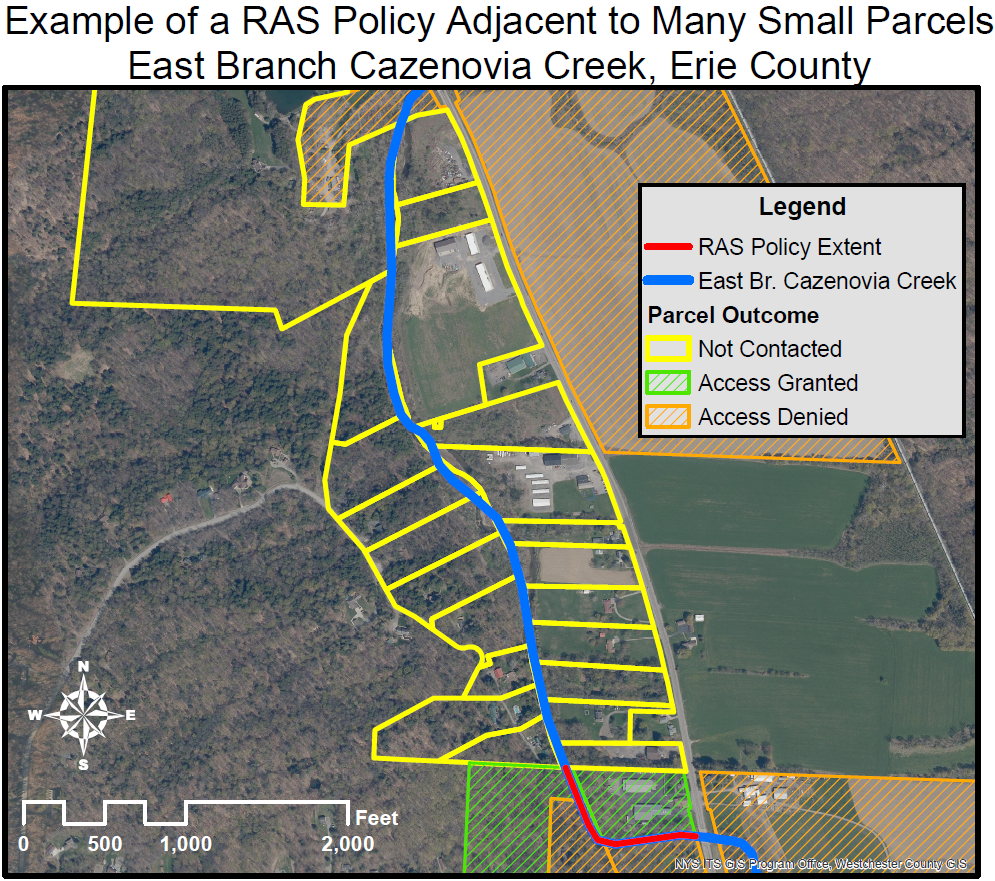 Example of a RAS Policy Adjacent to Many Small Parcels
East Branch Cazenovia Creek, Erie County
Legend
RAS Policy Extent
East Br. Cazenovia Creek
Parcel Outcome
Not Contacted
Access Granted
Access Denied
N
W E
S
Feet
0 500 1,000 2,000
NYS ITS GIS Program Office, Westchester County GIS